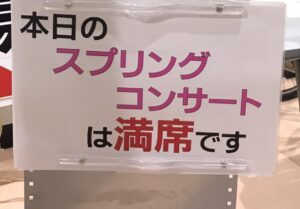 本日の
スプリング
コンサート
は満席です